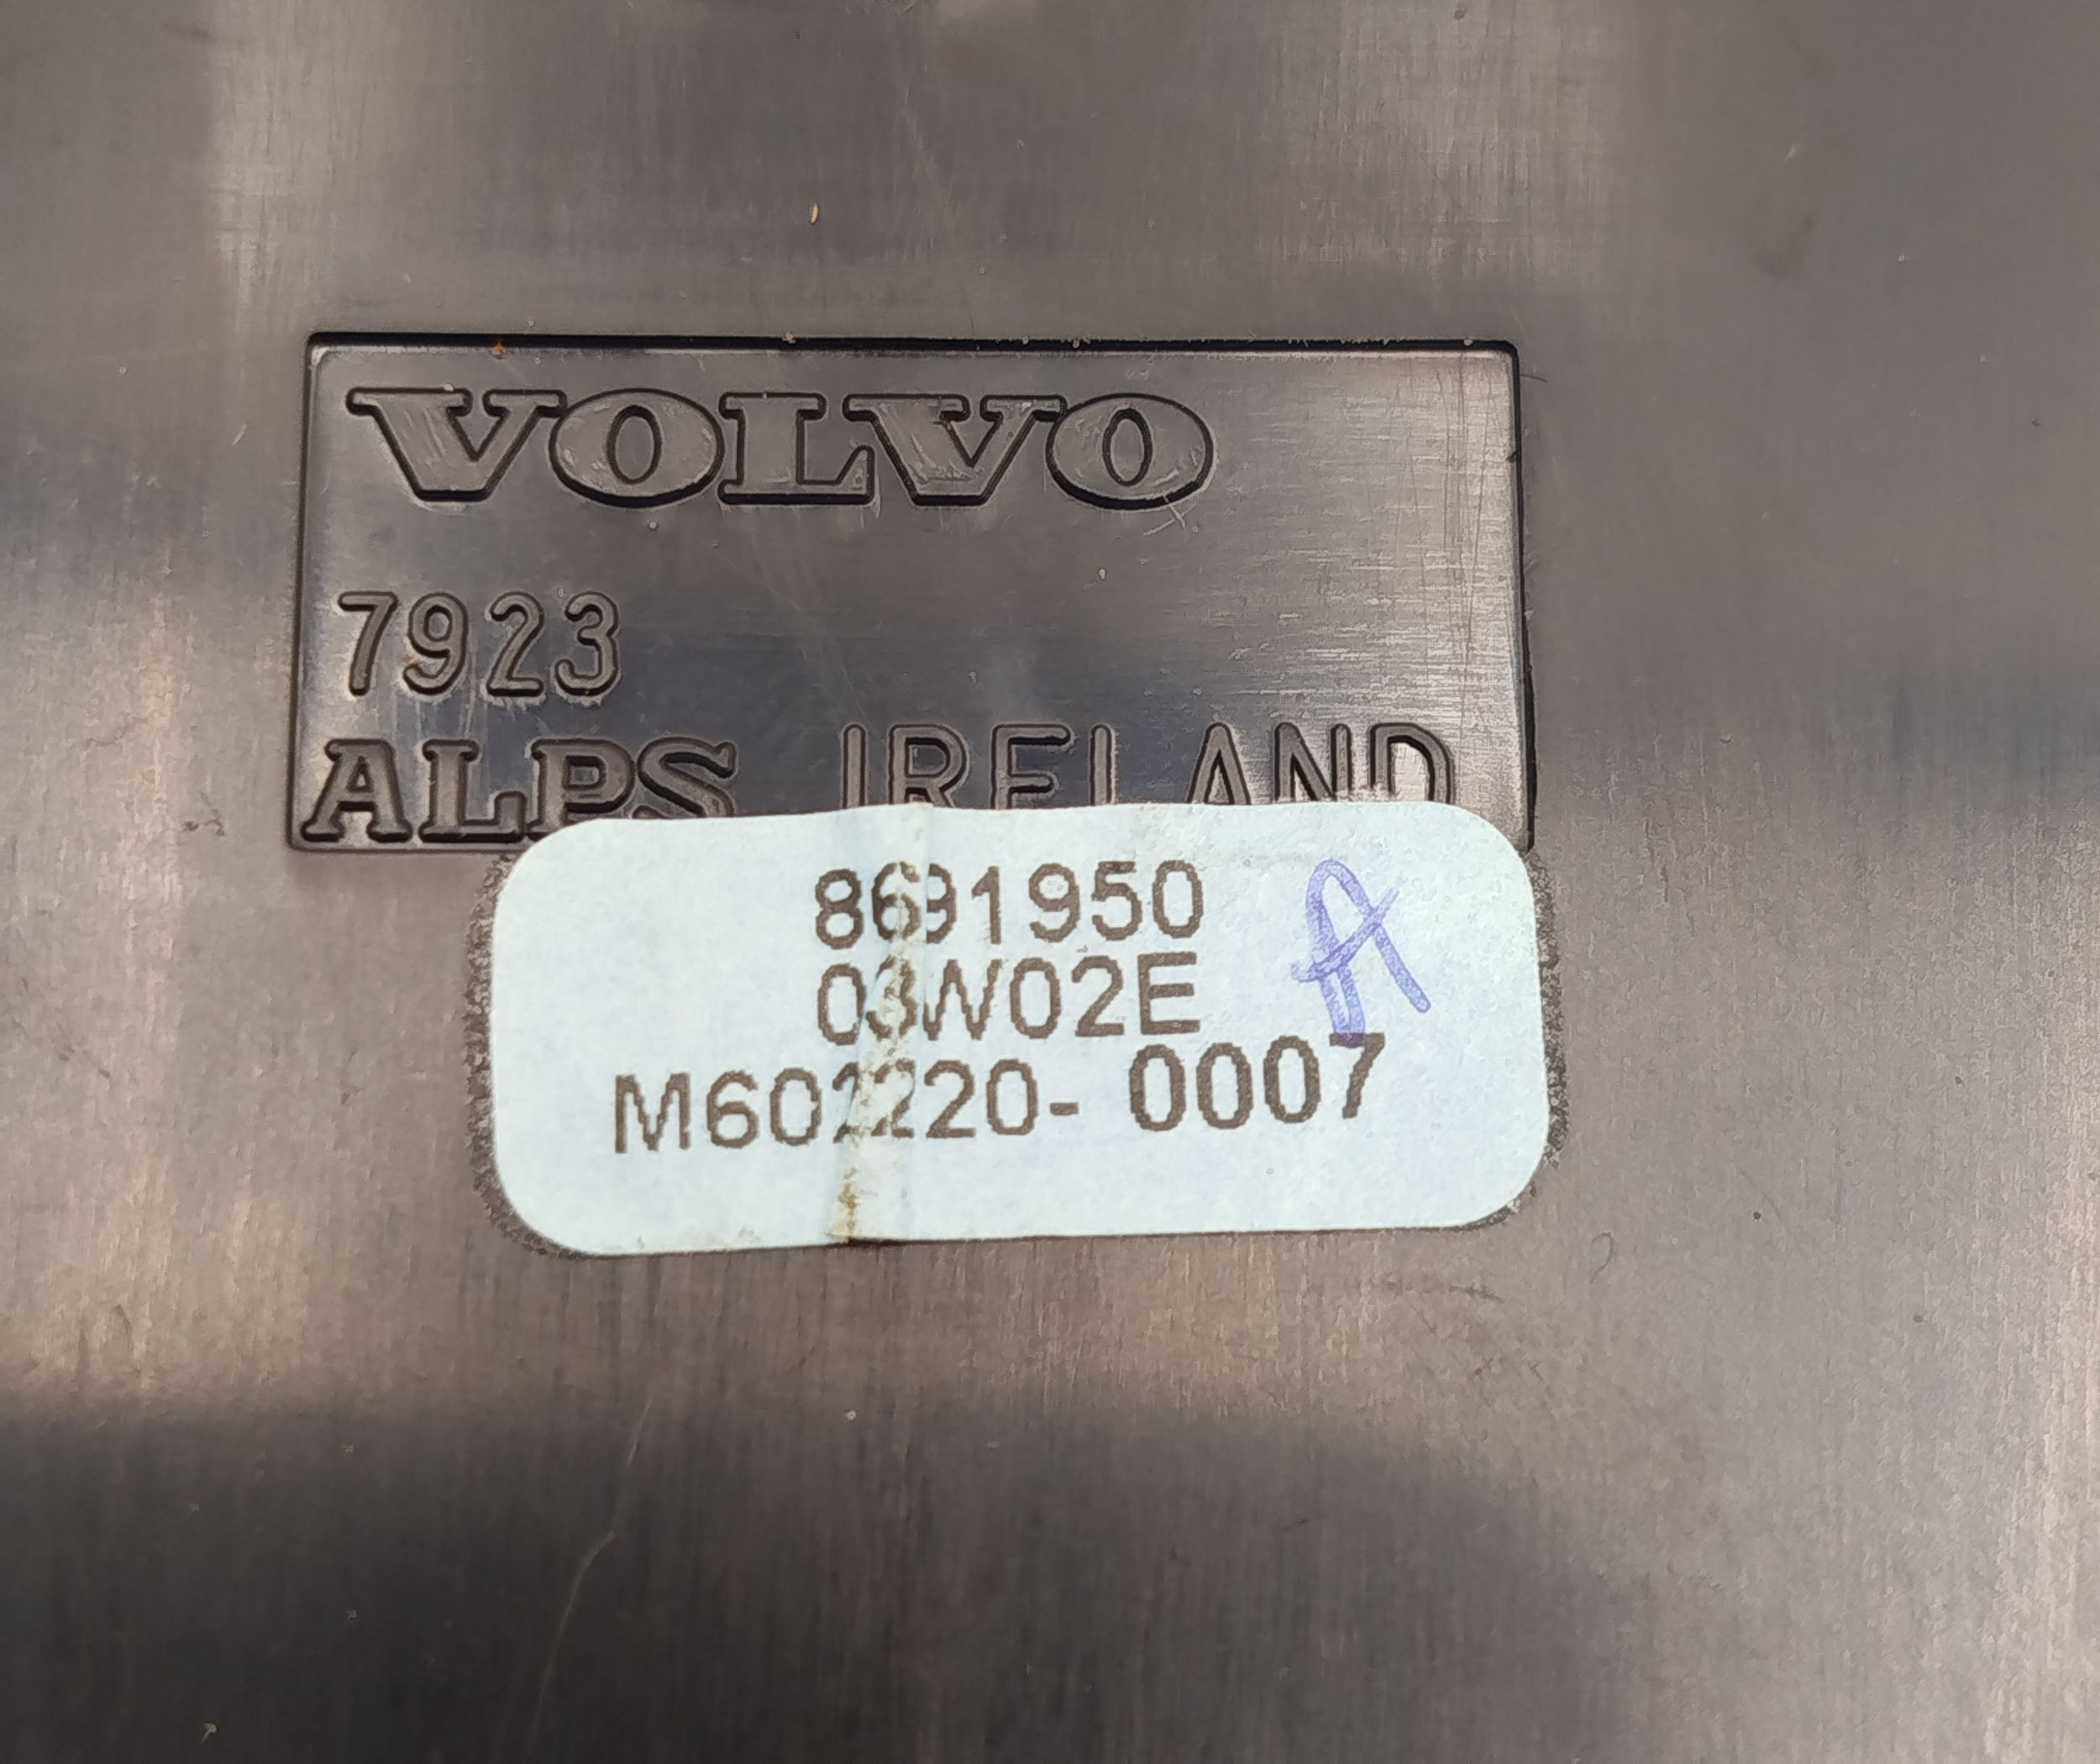 VOLVO
7923
ALPS IRELAND
8691950
03W02E
A
M602220- 0007